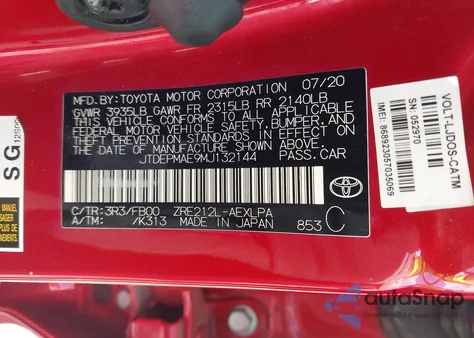 MFD.BY:TOYOTA MOTOR CORPORATION 07/20
GVWR 3935LB GAWR FR 2315LB RR 2140LB
THIS VEHICLE CONFORMS TO ALL APPLICABLE
FEDERAL MOTOR VEHICLE SAFETY, BUMPER, AND
THEFT PREVENTION STANDARDS IN EFFECT ON
THE DATE OF MANUFACTURE SHOWN ABOVE.
JTDEPMAE9MJ132144 PASS.CAR
C/TR:3R3/FB00 ZRE212L-AEXLPA
A/TM: /K313 MADE IN JAPAN 853 C
VOLT-LJDOS-CATM
SN: 052970
IMEI: 868923057035069
SG
autoSnap